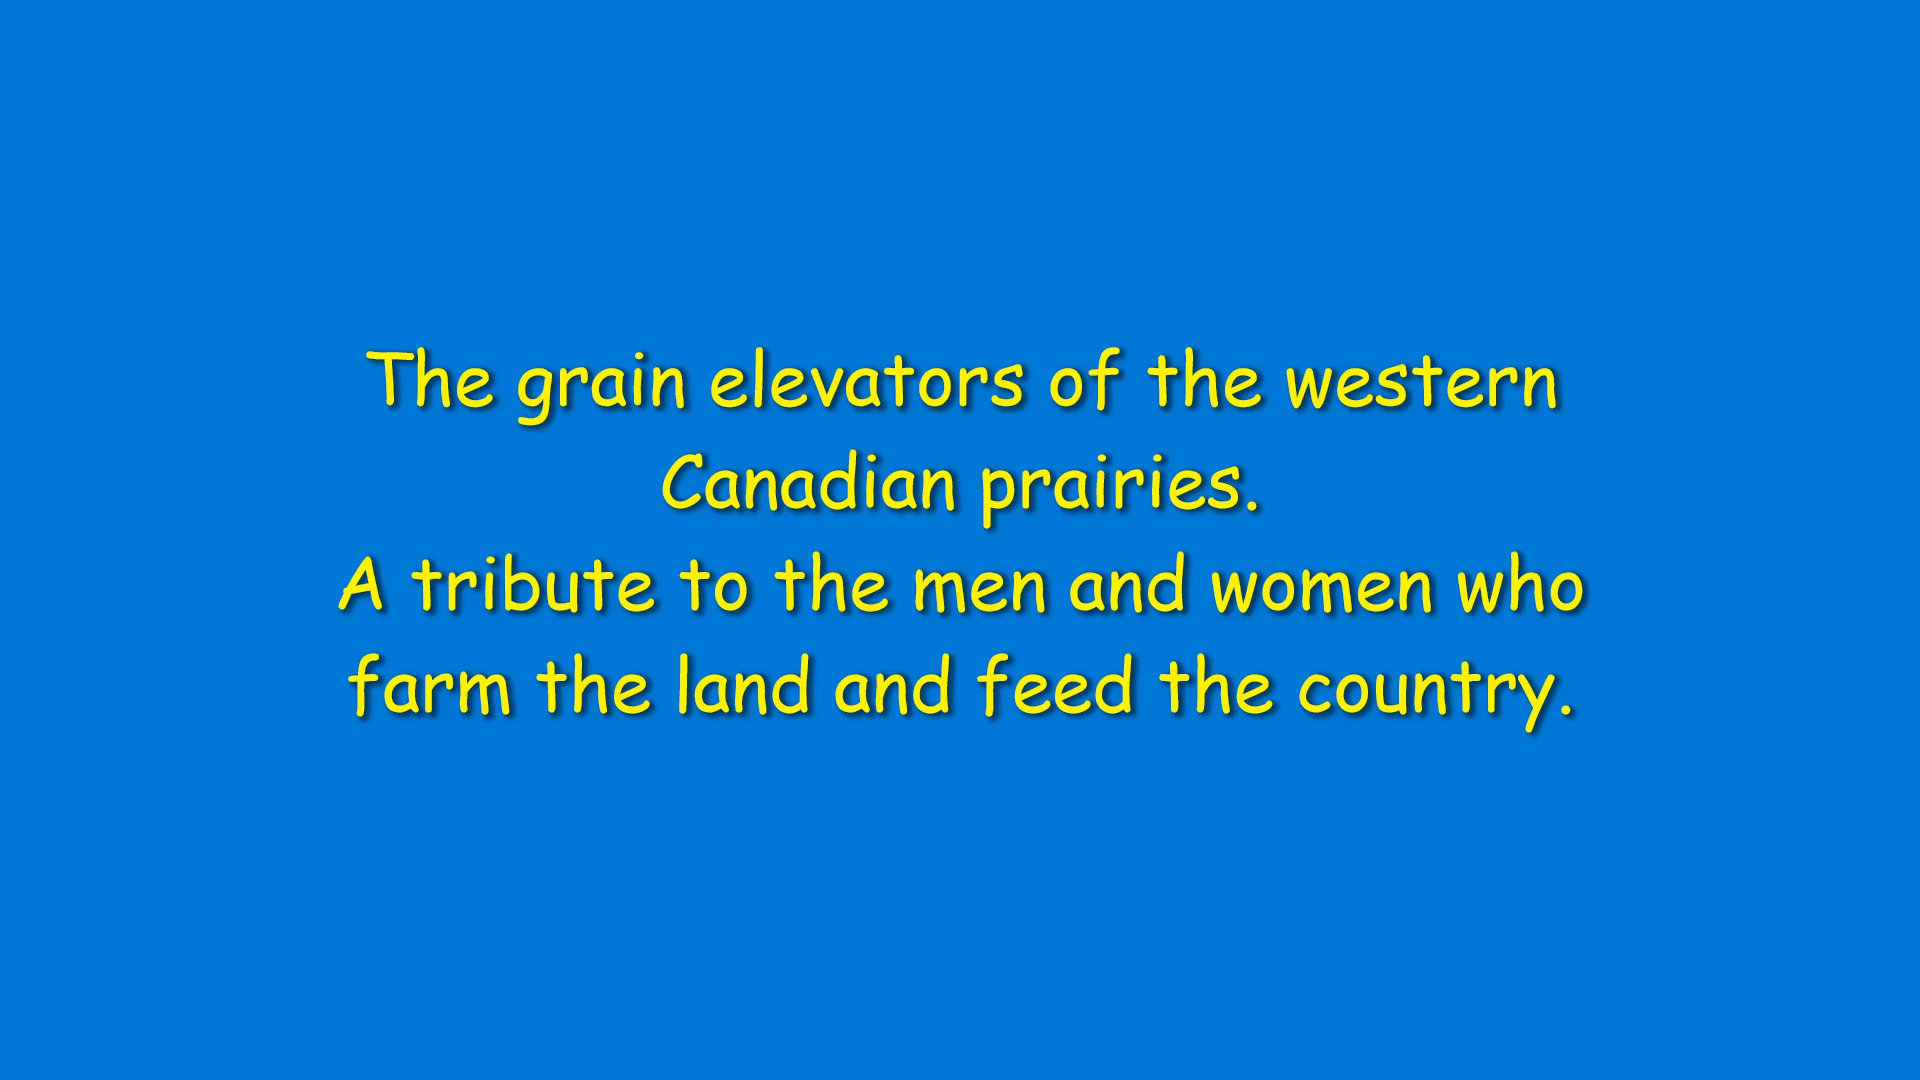 The grain elevators of the western
Canadian prairies.
A tribute to the men and women who
farm the land and feed the country.